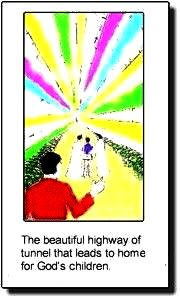 The beautiful highway of
tunnel that leads to home
for God's children.